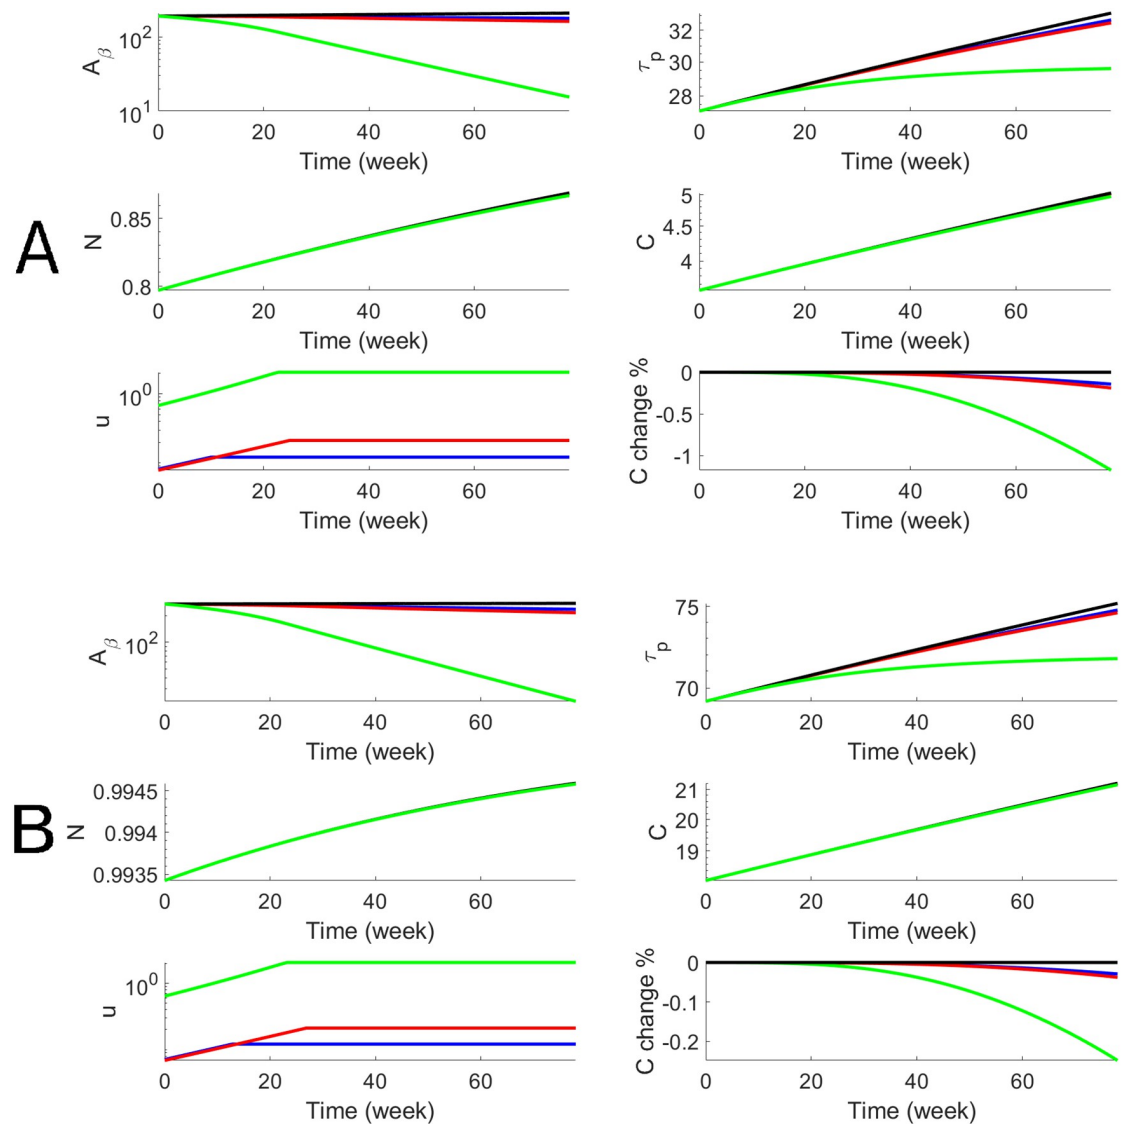 A
10²
10¹
A_β
0 20 40 60
Time (week)
32
30
28
τ_p
0 20 40 60
Time (week)
0.85
0.8
N
0 20 40 60
Time (week)
5
4.5
4
C
0 20 40 60
Time (week)
10⁰
u
0 20 40 60
Time (week)
0
-0.5
-1
C change %
0 20 40 60
Time (week)
B
10²
A_β
0 20 40 60
Time (week)
75
70
τ_p
0 20 40 60
Time (week)
0.9945
0.994
0.9935
N
0 20 40 60
Time (week)
21
20
19
C
0 20 40 60
Time (week)
10⁰
u
0 20 40 60
Time (week)
0
-0.1
-0.2
C change %
0 20 40 60
Time (week)